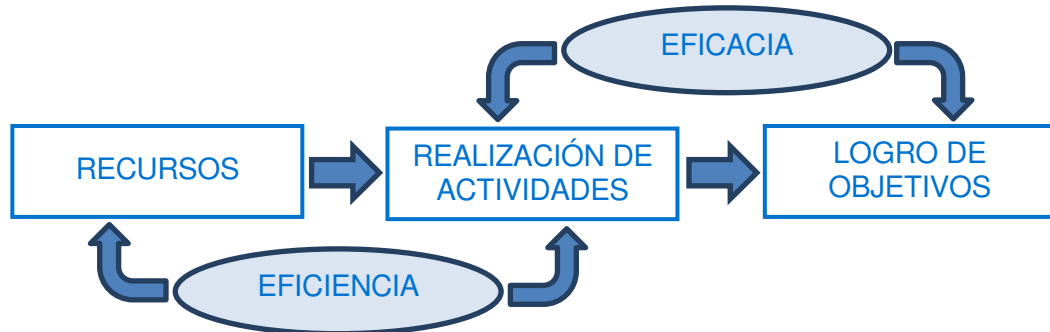 EFICACIA
RECURSOS
REALIZACIÓN DE
ACTIVIDADES
LOGRO DE
OBJETIVOS
EFICIENCIA